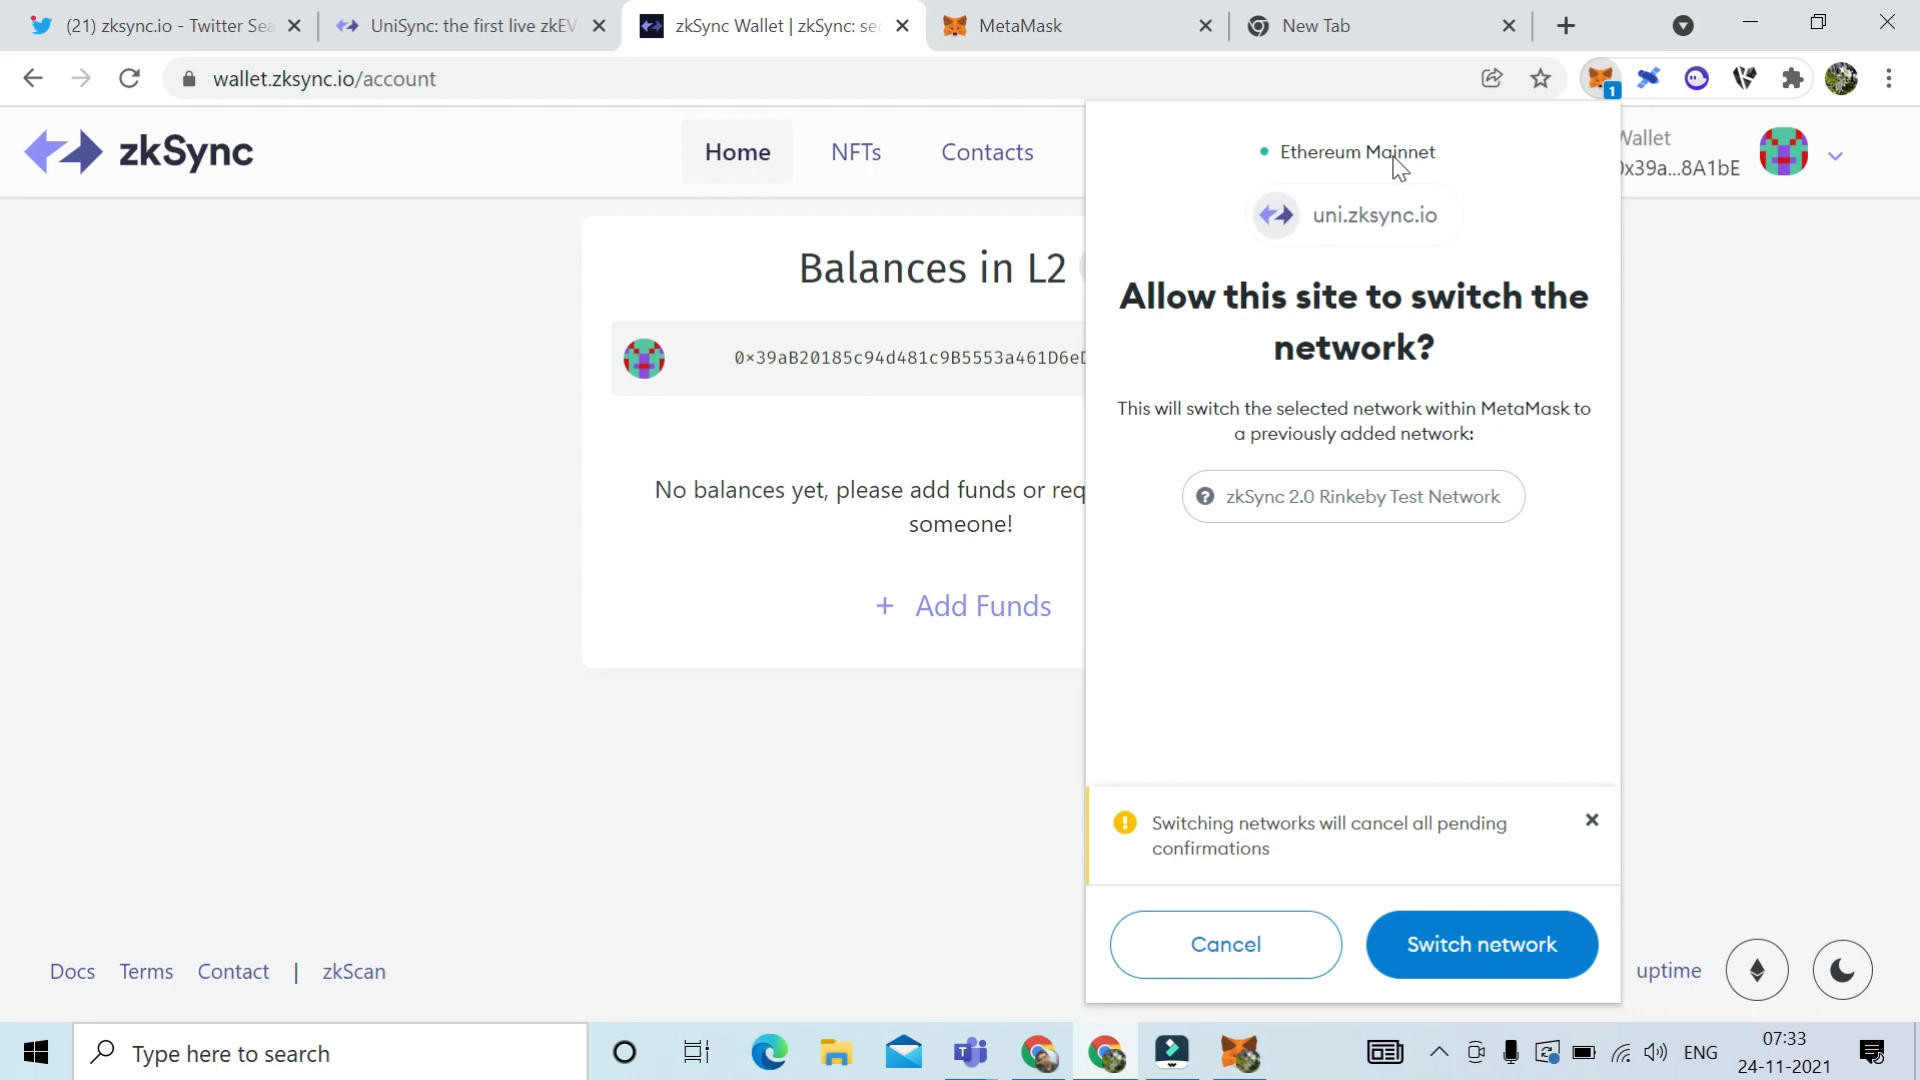 (21) zksync.io - Twitter Sea
UniSync: the first live zkEV
zkSync Wallet | zkSync: sec
MetaMask
New Tab
wallet.zksync.io/account
1
zkSync
Home
NFTs
Contacts
Wallet
0x39a...8A1bE
Ethereum Mainnet
uni.zksync.io
Balances in L2
Allow this site to switch the
network?
0×39aB20185c94d481c9B5553a461D6eD
This will switch the selected network within MetaMask to
a previously added network:
No balances yet, please add funds or req
someone!
zkSync 2.0 Rinkeby Test Network
+ Add Funds
Switching networks will cancel all pending
confirmations
Cancel
Switch network
Docs
Terms
Contact
|
zkScan
uptime
Type here to search
ENG
07:33
24-11-2021